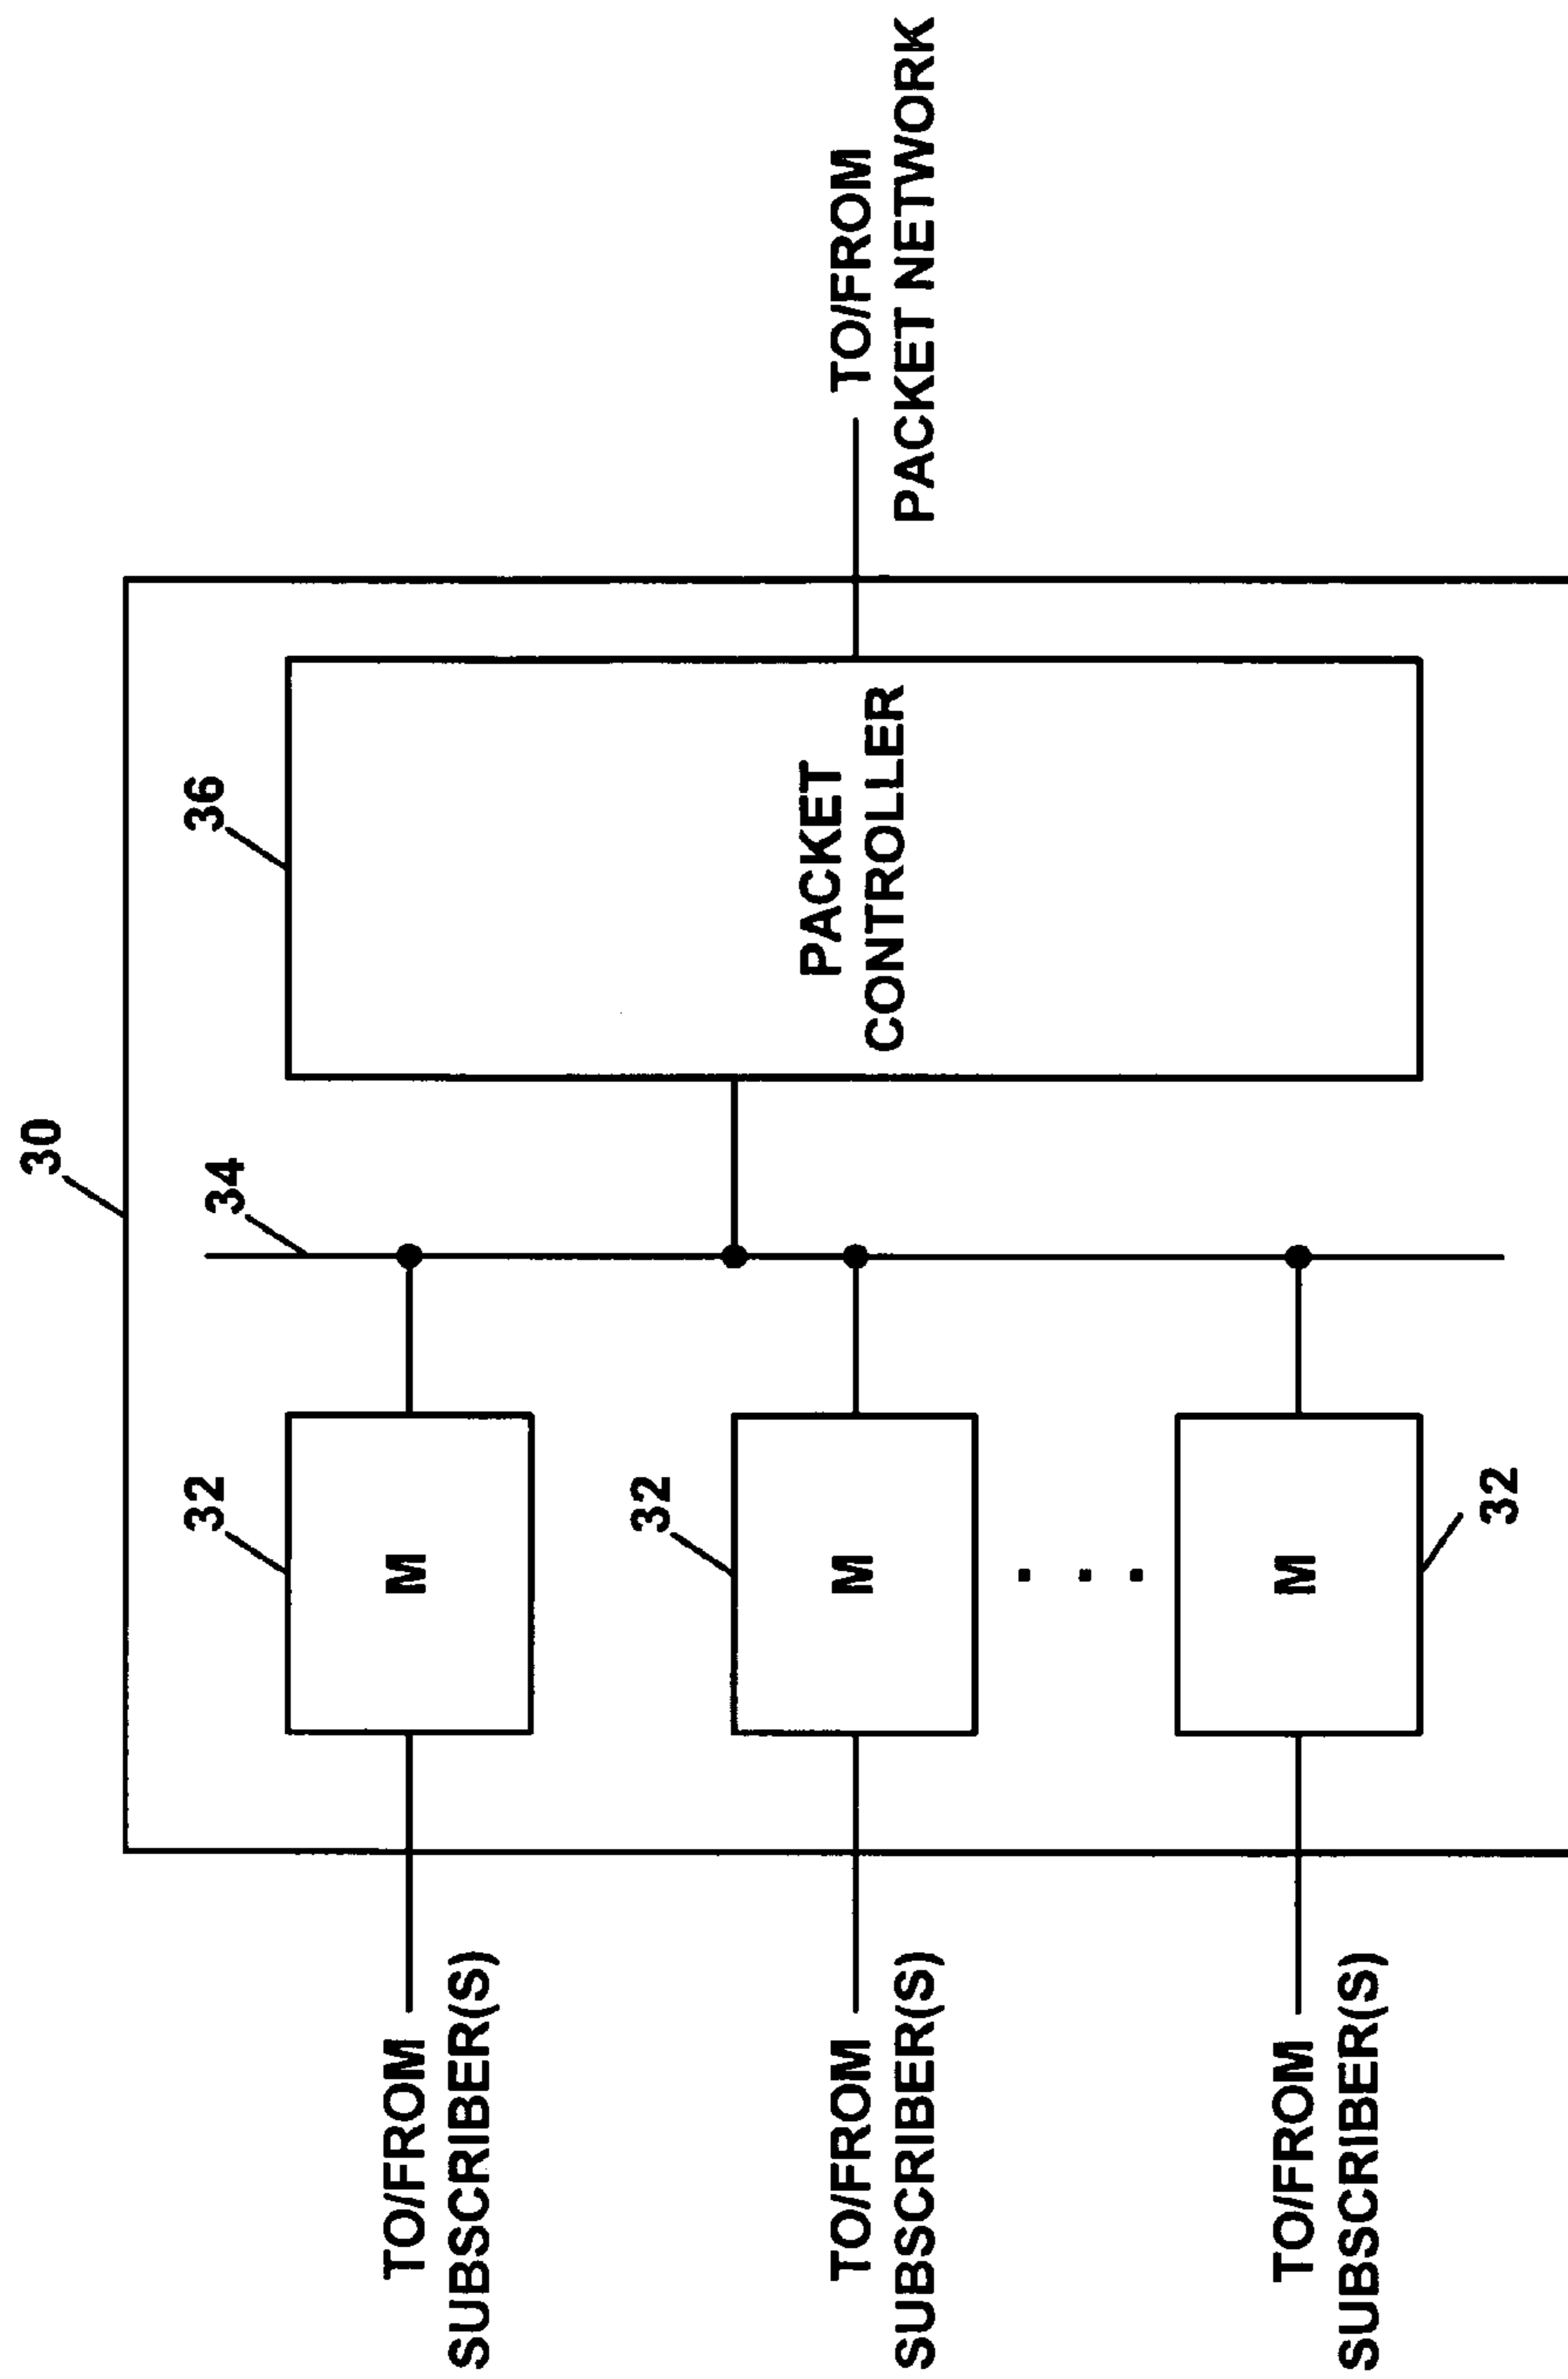 30
36
34
32
TO/FROM
SUBSCRIBER(S)
M
PACKET
CONTROLLER
TO/FROM
PACKET NETWORK
32
TO/FROM
SUBSCRIBER(S)
M
. . .
TO/FROM
SUBSCRIBER(S)
M
32